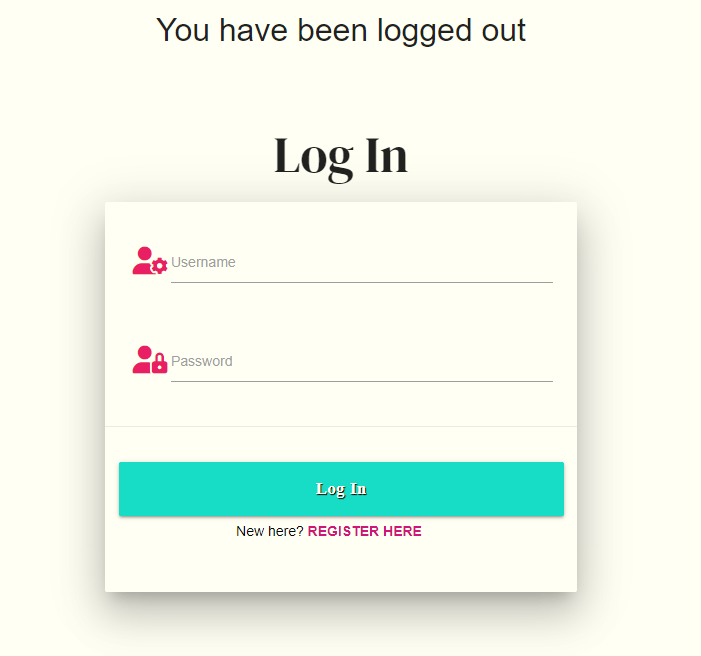 You have been logged out
Log In
Username
Password
Log In
New here? REGISTER HERE